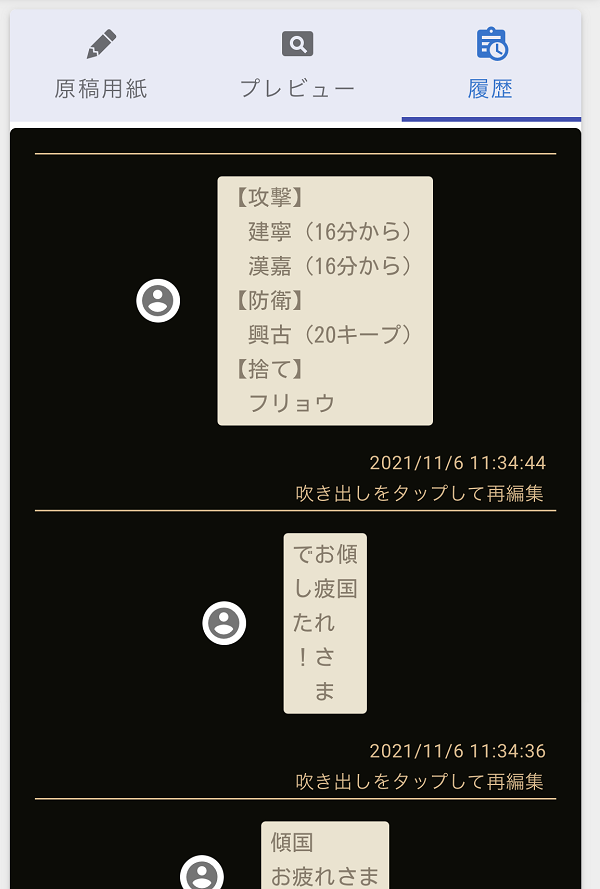 原稿用紙
プレビュー
履歴
【攻撃】
　建寧（16分から）
　漢嘉（16分から）
【防衛】
　興古（20キープ）
【捨て】
　フリョウ
2021/11/6 11:34:44
吹き出しをタップして再編集
傾国
お疲れさま
でした！
2021/11/6 11:34:36
吹き出しをタップして再編集
傾国
お疲れさま